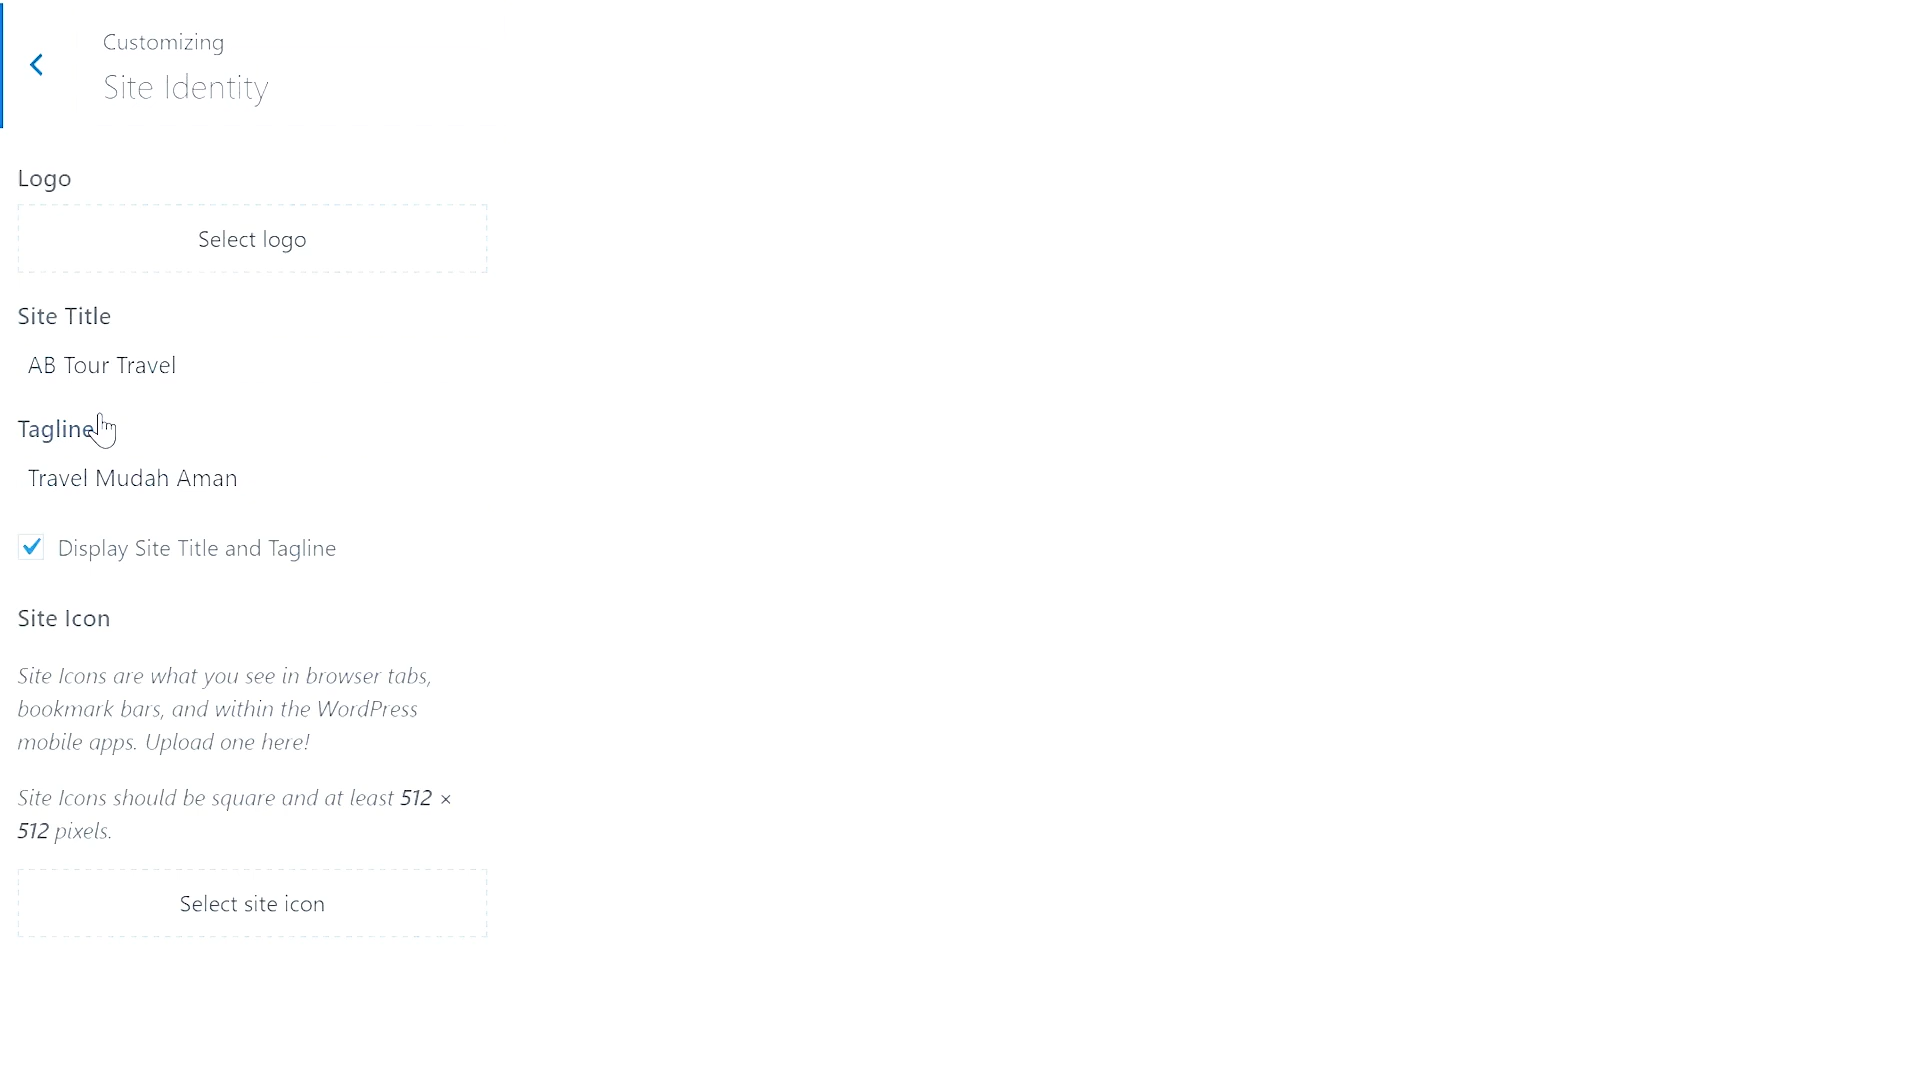 Customizing
Site Identity
Logo
Select logo
Site Title
AB Tour Travel
Tagline
Travel Mudah Aman
Display Site Title and Tagline
Site Icon
Site Icons are what you see in browser tabs,
bookmark bars, and within the WordPress
mobile apps. Upload one here!
Site Icons should be square and at least 512 ×
512 pixels.
Select site icon